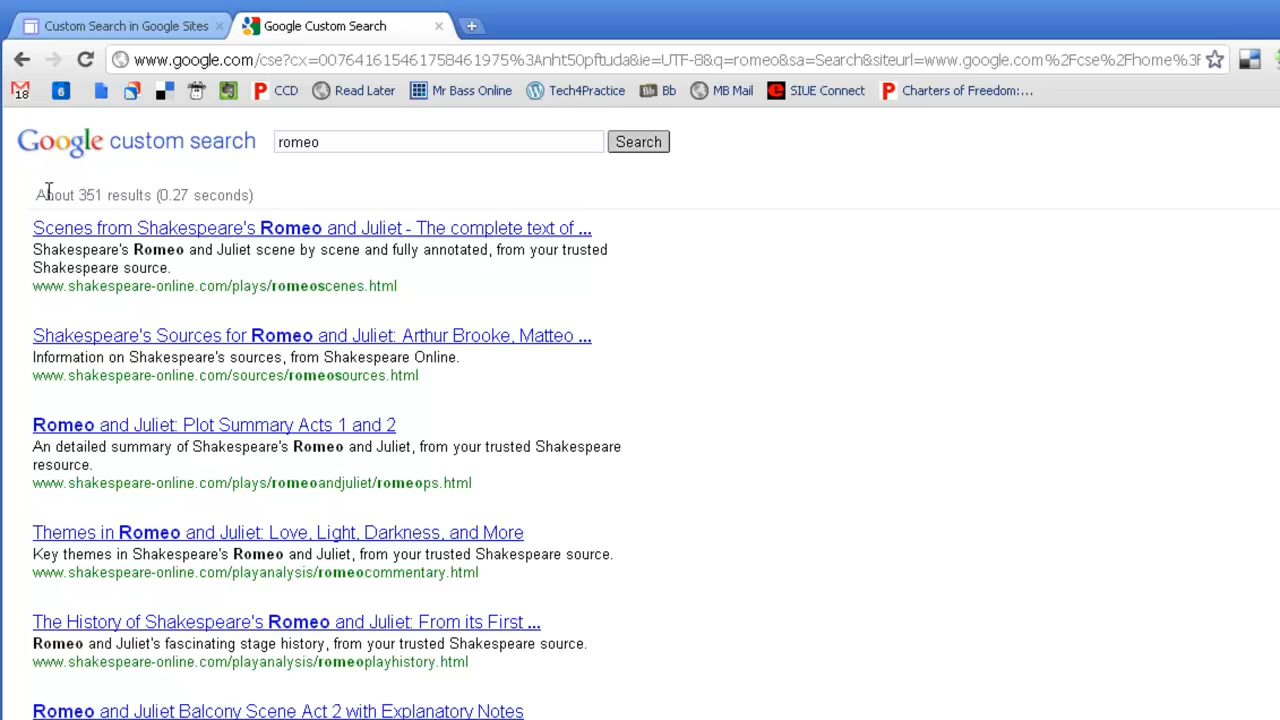 Custom Search in Google Sites
Google Custom Search
www.google.com/cse?cx=007641615461758461975%3Anht50pftuda&ie=UTF-8&q=romeo&sa=Search&siteurl=www.google.com%2Fcse%2Fhome%3F
18 6 CCD Read Later Mr Bass Online Tech4Practice Bb MB Mail SIUE Connect Charters of Freedom:...
Google custom search romeo Search
About 351 results (0.27 seconds)
Scenes from Shakespeare's Romeo and Juliet - The complete text of ...
Shakespeare's Romeo and Juliet scene by scene and fully annotated, from your trusted
Shakespeare source.
www.shakespeare-online.com/plays/romeoscenes.html
Shakespeare's Sources for Romeo and Juliet: Arthur Brooke, Matteo ...
Information on Shakespeare's sources, from Shakespeare Online.
www.shakespeare-online.com/sources/romeosources.html
Romeo and Juliet: Plot Summary Acts 1 and 2
An detailed summary of Shakespeare's Romeo and Juliet, from your trusted Shakespeare
resource.
www.shakespeare-online.com/plays/romeoandjuliet/romeops.html
Themes in Romeo and Juliet: Love, Light, Darkness, and More
Key themes in Shakespeare's Romeo and Juliet, from your trusted Shakespeare source.
www.shakespeare-online.com/playanalysis/romeocommentary.html
The History of Shakespeare's Romeo and Juliet: From its First ...
Romeo and Juliet's fascinating stage history, from your trusted Shakespeare source.
www.shakespeare-online.com/playanalysis/romeoplayhistory.html
Romeo and Juliet Balcony Scene Act 2 with Explanatory Notes